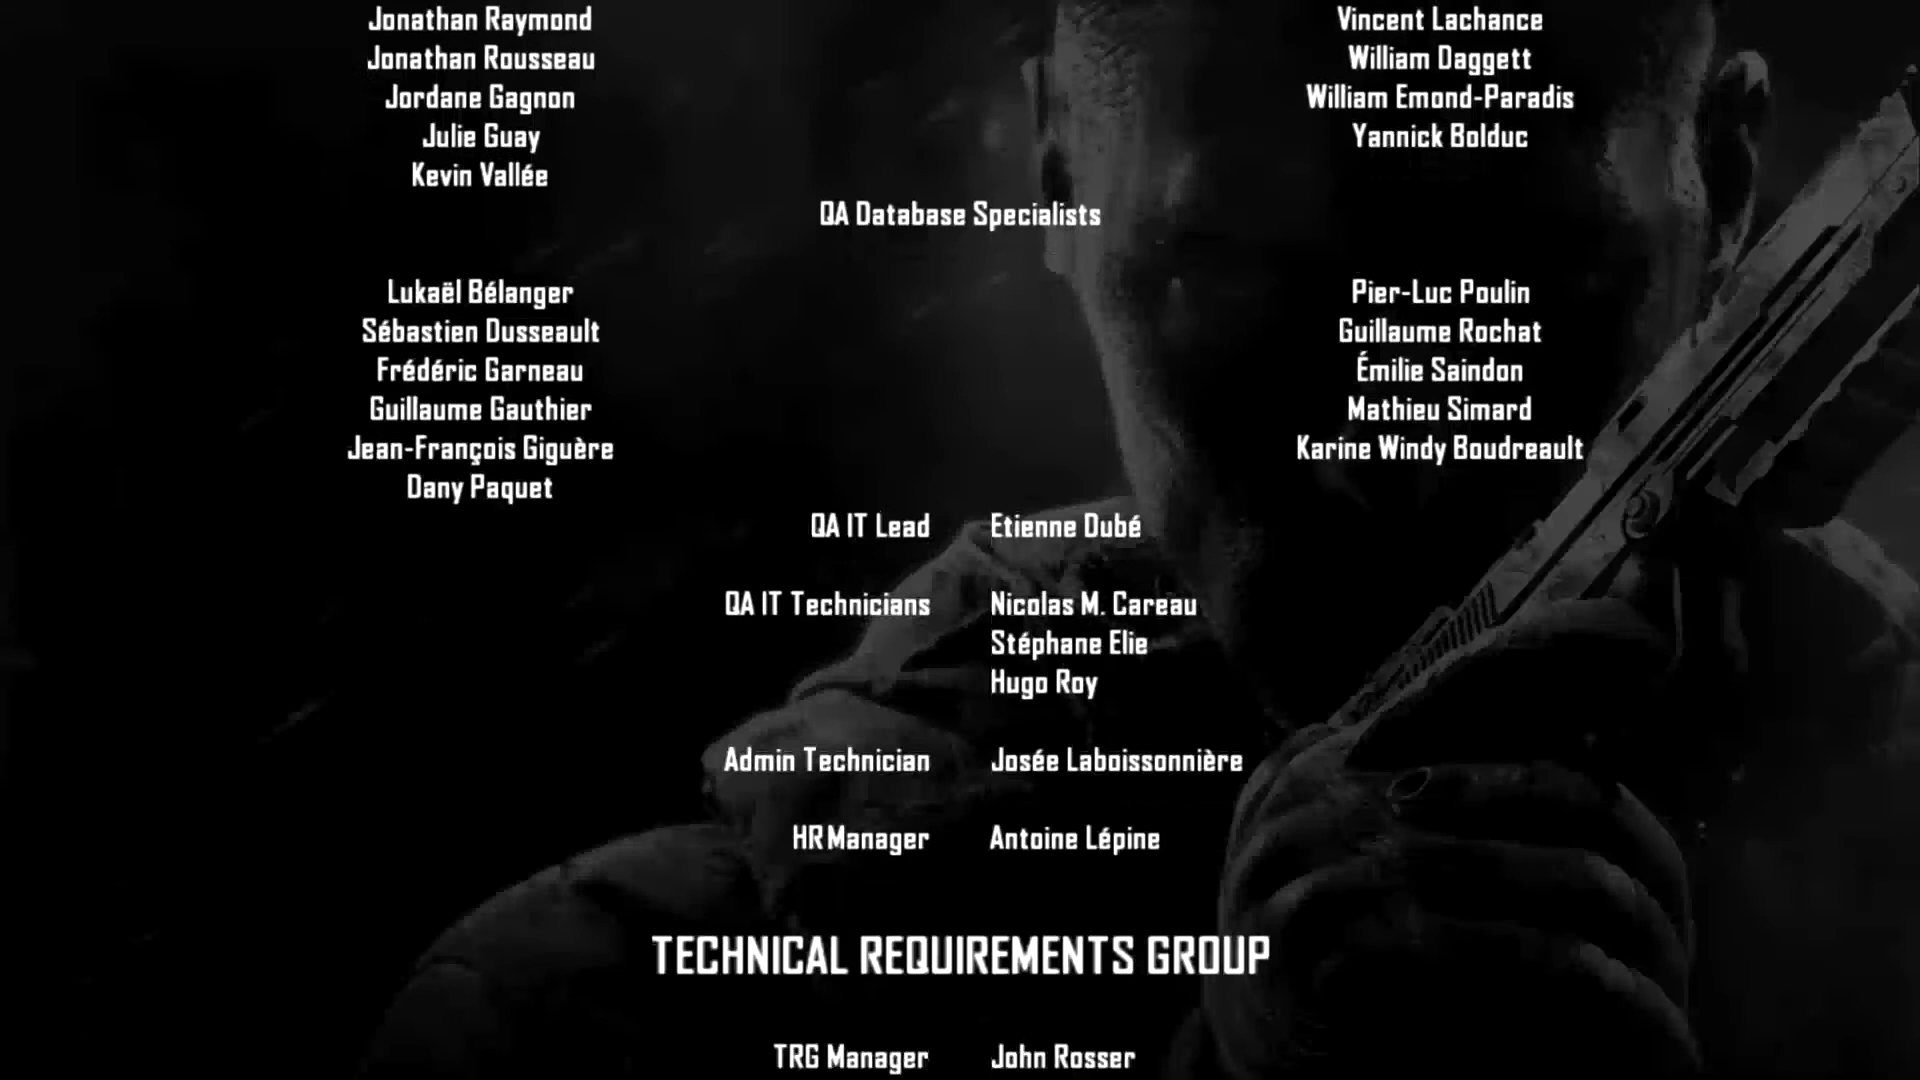 Jonathan Raymond
Jonathan Rousseau
Jordane Gagnon
Julie Guay
Kevin Vallée
Vincent Lachance
William Daggett
William Emond-Paradis
Yannick Bolduc
QA Database Specialists
Lukaël Bélanger
Sébastien Dusseault
Frédéric Garneau
Guillaume Gauthier
Jean-François Giguère
Dany Paquet
Pier-Luc Poulin
Guillaume Rochat
Émilie Saindon
Mathieu Simard
Karine Windy Boudreault
QA IT Lead Etienne Dubé
QA IT Technicians Nicolas M. Careau
Stéphane Elie
Hugo Roy
Admin Technician Josée Laboissonnière
HR Manager Antoine Lépine
TECHNICAL REQUIREMENTS GROUP
TRG Manager John Rosser